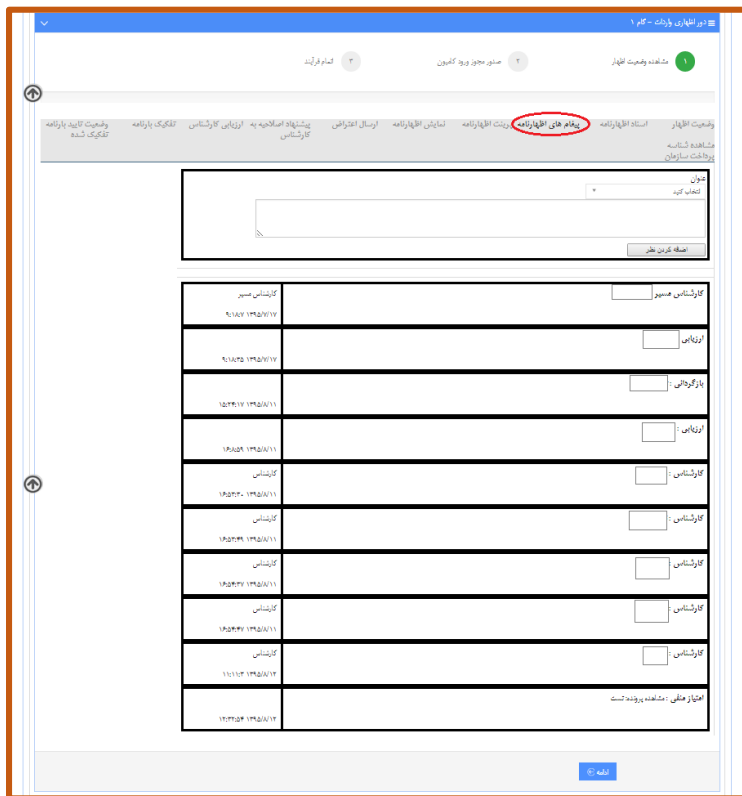 دور اظهاری واردات - گام ۱
۱ مشاهده وضعیت اظهار
۲ صدور مجوز ورود کامیون
۳ اتمام فرآیند
وضعیت اظهار
اسناد اظهارنامه
پیغام های اظهارنامه
پرینت اظهارنامه
نمایش اظهارنامه
ارسال اعتراض
پیشنهاد اصلاحیه به کارشناس
ارزیابی کارشناس
تفکیک بارنامه
وضعیت تایید بارنامه تفکیک شده
مشاهده شناسه پرداخت سازمان
عنوان
انتخاب کنید
اضافه کردن نظر
کارشناس مسیر
کارشناس مسیر
۱۳۹۵/۷/۱۷ ۹:۱۸:۷
ارزیابی
۱۳۹۵/۷/۱۷ ۹:۱۸:۳۵
بازگردانی :
۱۳۹۵/۸/۱۱ ۱۵:۲۴:۱۷
ارزیابی :
۱۳۹۵/۸/۱۱ ۱۶:۸:۵۹
کارشناس :
کارشناس
۱۳۹۵/۸/۱۱ ۱۶:۵۳:۳۰
کارشناس :
کارشناس
۱۳۹۵/۸/۱۱ ۱۶:۵۳:۴۹
کارشناس :
کارشناس
۱۳۹۵/۸/۱۱ ۱۶:۵۴:۳۷
کارشناس :
کارشناس
۱۳۹۵/۸/۱۱ ۱۶:۵۴:۴۷
کارشناس :
کارشناس
۱۳۹۵/۸/۱۲ ۱۱:۱۱:۳
امتیاز منفی : مشاهده پرونده: تست
۱۳۹۵/۸/۱۲ ۱۲:۳۲:۵۴
ادامه